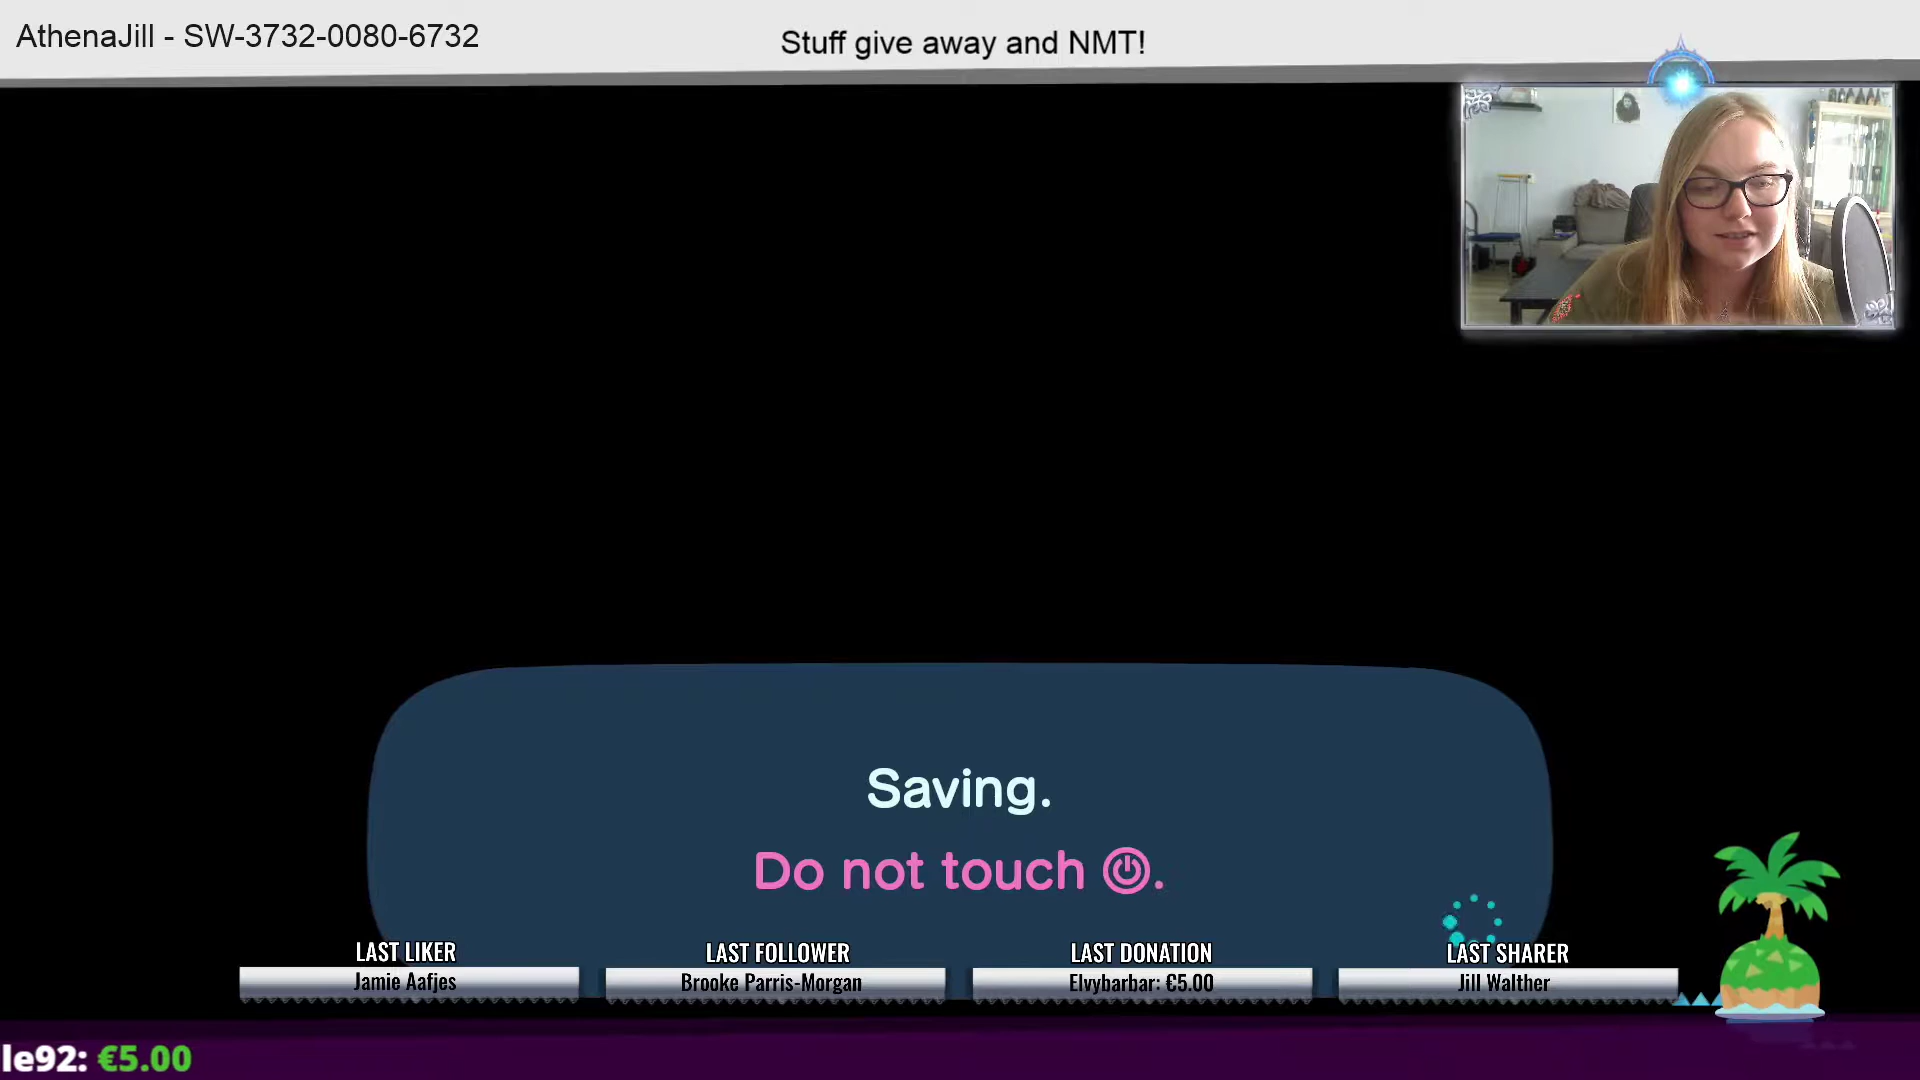 AthenaJill - SW-3732-0080-6732
Stuff give away and NMT!
Saving.
Do not touch ⏻.
LAST LIKER
Jamie Aafjes
LAST FOLLOWER
Brooke Parris-Morgan
LAST DONATION
Elvybarbar: €5.00
LAST SHARER
Jill Walther
le92: €5.00